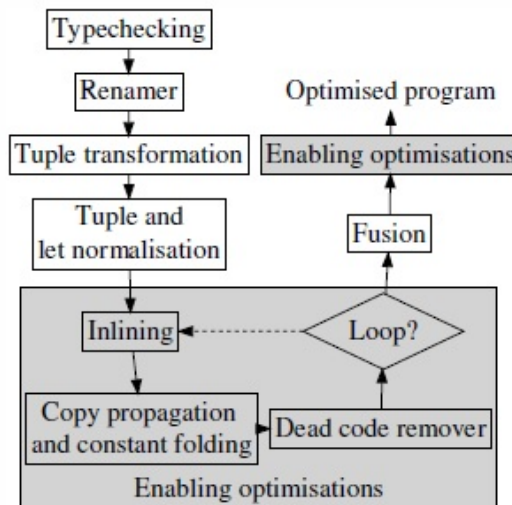 Typechecking
Renamer
Tuple transformation
Tuple and
let normalisation
Inlining
Copy propagation
and constant folding
Dead code remover
Loop?
Enabling optimisations
Fusion
Enabling optimisations
Optimised program